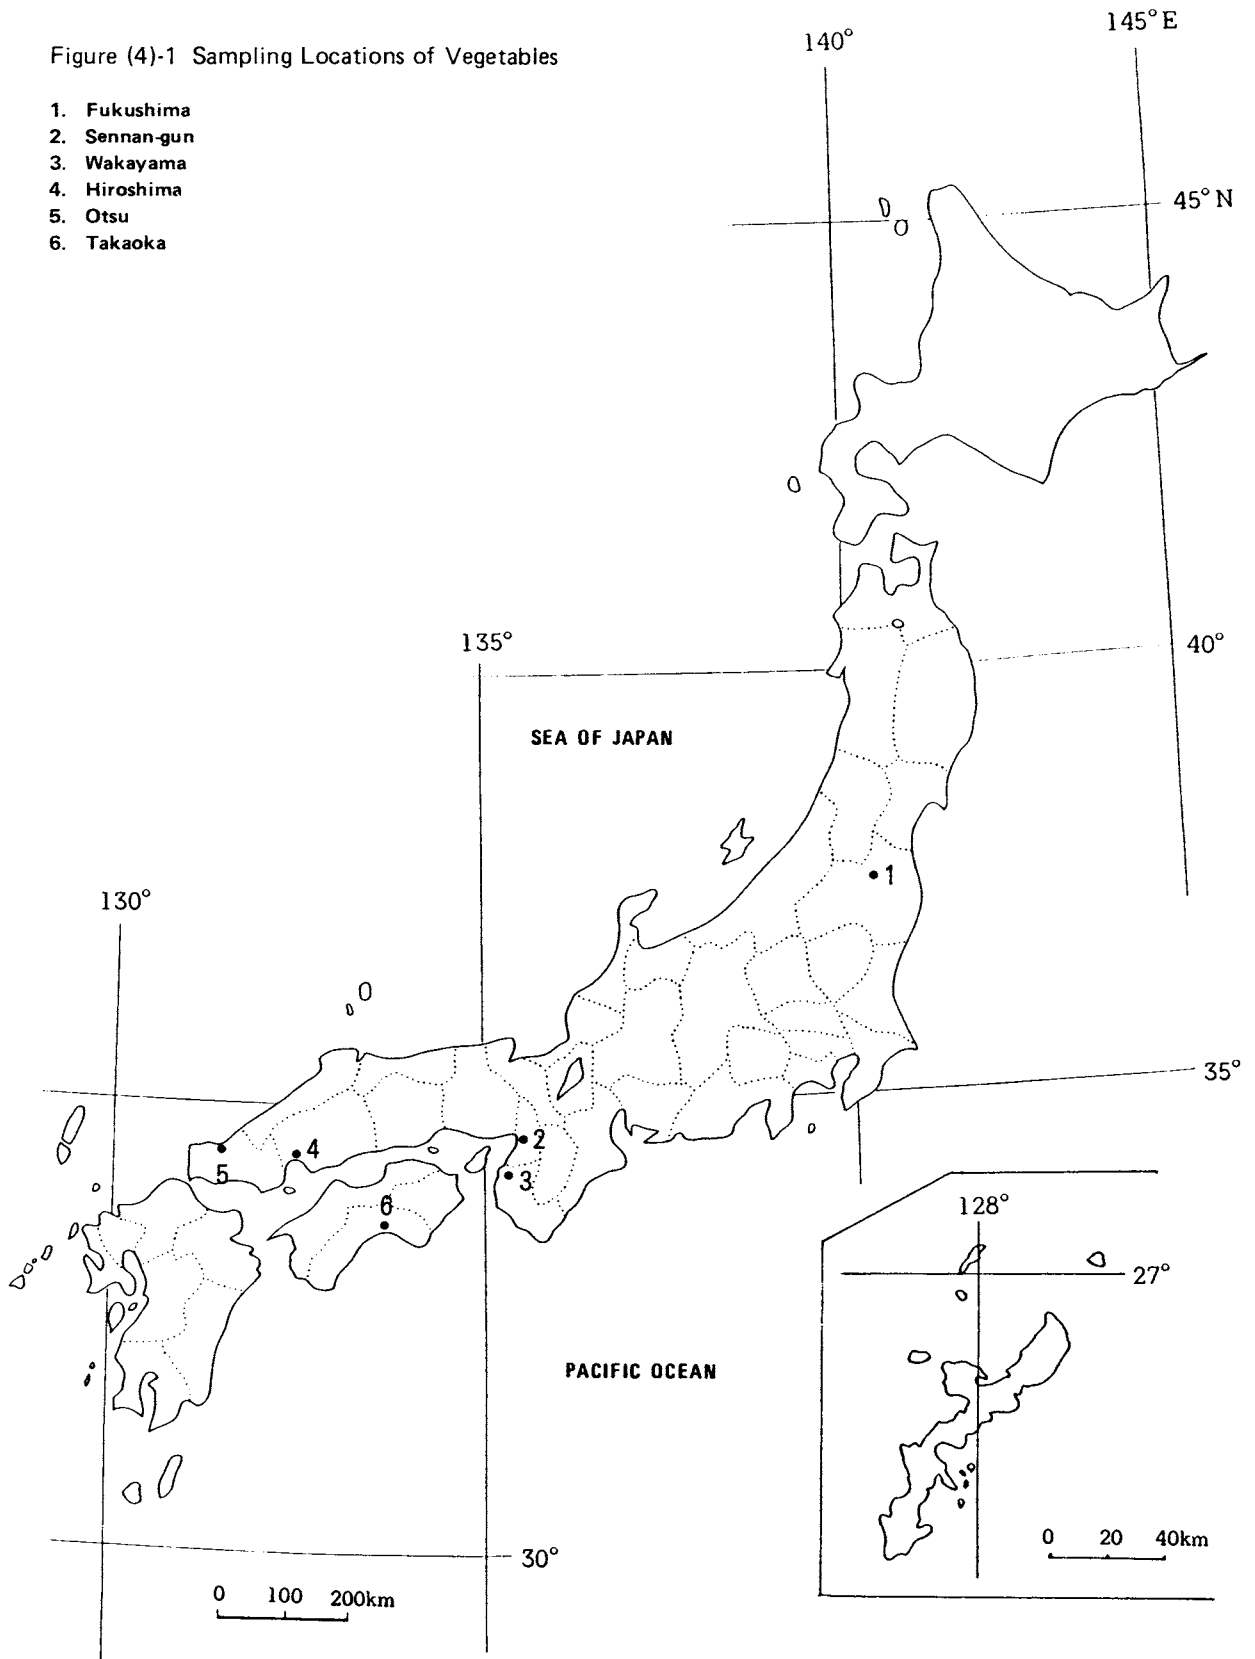 Figure (4)-1 Sampling Locations of Vegetables
1. Fukushima
2. Sennan-gun
3. Wakayama
4. Hiroshima
5. Otsu
6. Takaoka
140°
145° E
45° N
135°
40°
SEA OF JAPAN
1
130°
35°
2
4
5
3
6
128°
27°
PACIFIC OCEAN
30°
0 20 40km
0 100 200km